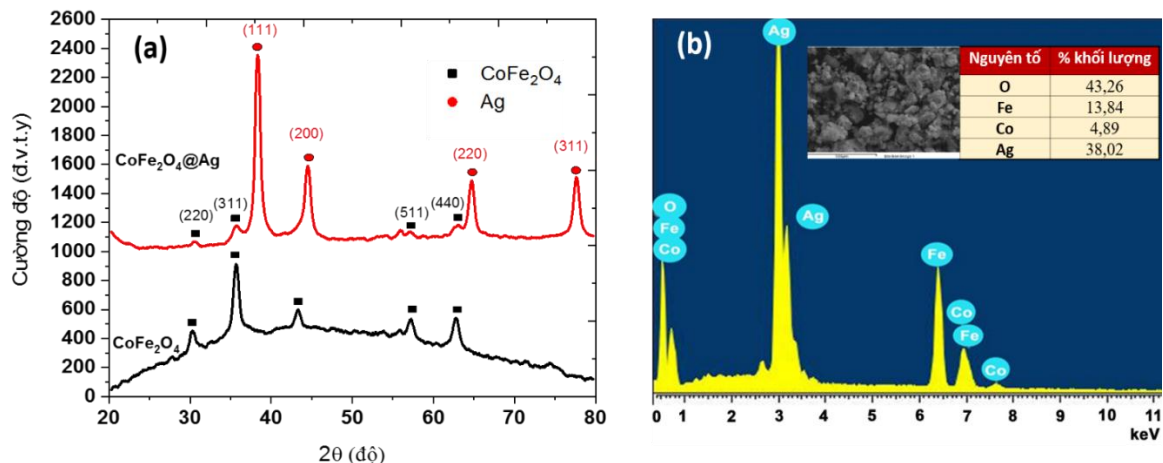 (a)
Cường độ (đ.v.t.y)
2600
2400
2200
2000
1800
1600
1400
1200
1000
800
600
400
200
0
20
30
40
50
60
70
80
2θ (độ)
CoFe2O4
Ag
CoFe2O4@Ag
CoFe2O4
(111)
(200)
(220)
(311)
(220)
(311)
(511)
(440)
(b)
Ag
Ag
O
Fe
Co
Fe
Co
Fe
Co
Nguyên tố % khối lượng
O 43,26
Fe 13,84
Co 4,89
Ag 38,02
0 1 2 3 4 5 6 7 8 9 10 11
keV